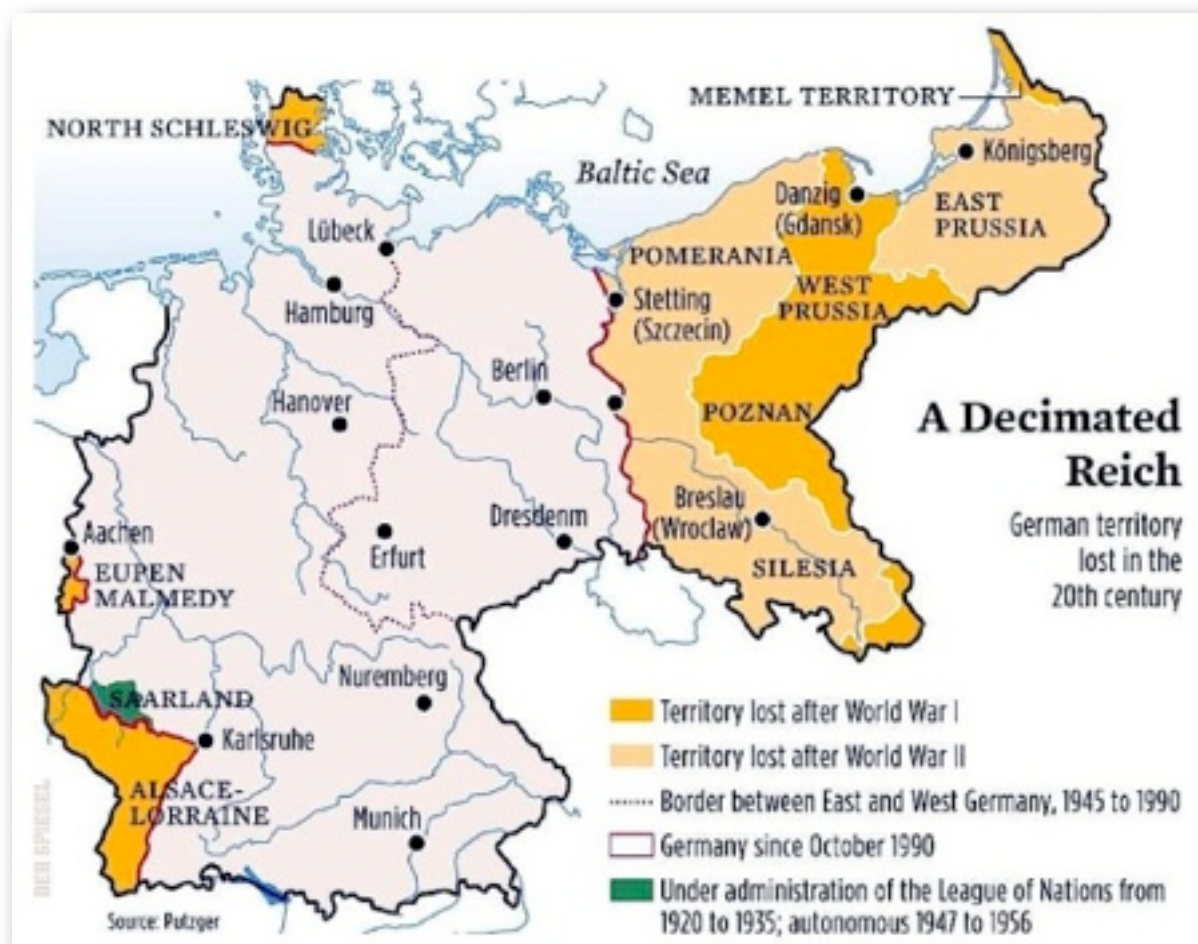 MEMEL TERRITORY
NORTH SCHLESWIG
Königsberg
Baltic Sea
Danzig
(Gdansk)
EAST
PRUSSIA
Lübeck
POMERANIA
Hamburg
WEST
PRUSSIA
Stetting
(Szczecin)
Berlin
Hanover
POZNAN
A Decimated
Reich
German territory
lost in the
20th century
Breslau
(Wroclaw)
Dresdenm
Aachen
Erfurt
EUPEN
MALMEDY
SILESIA
Nuremberg
SAARLAND
Karlsruhe
ALSACE-
LORRAINE
Munich
Territory lost after World War I
Territory lost after World War II
Border between East and West Germany, 1945 to 1990
Germany since October 1990
Under administration of the League of Nations from
1920 to 1935; autonomous 1947 to 1956
DER SPIEGEL
Source: Putzger